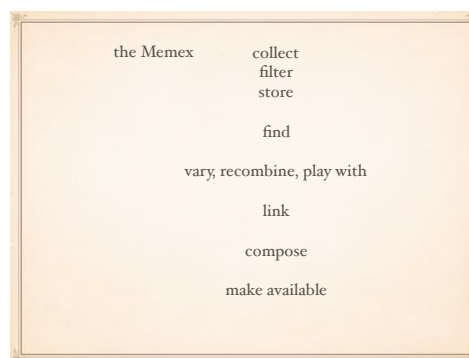 the Memex collect
filter
store
find
vary, recombine, play with
link
compose
make available